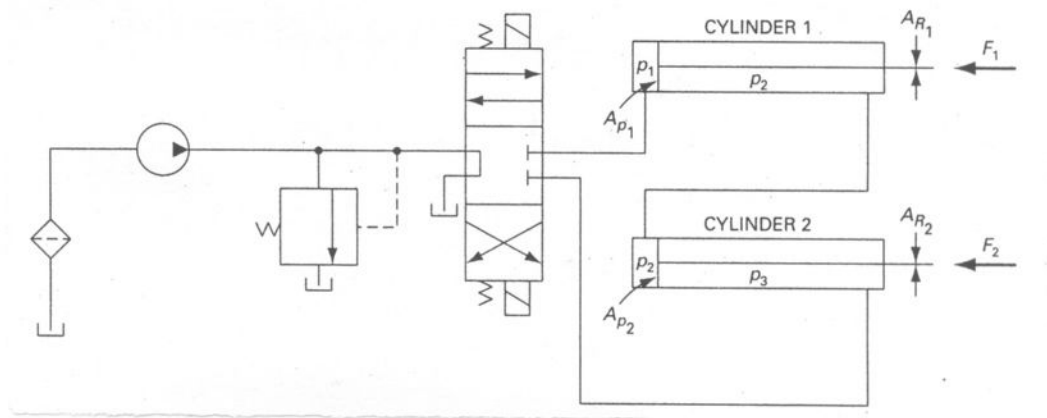 CYLINDER 1
A_R₁
F₁
p₁
p₂
A_p₁
CYLINDER 2
A_R₂
F₂
p₂
p₃
A_p₂